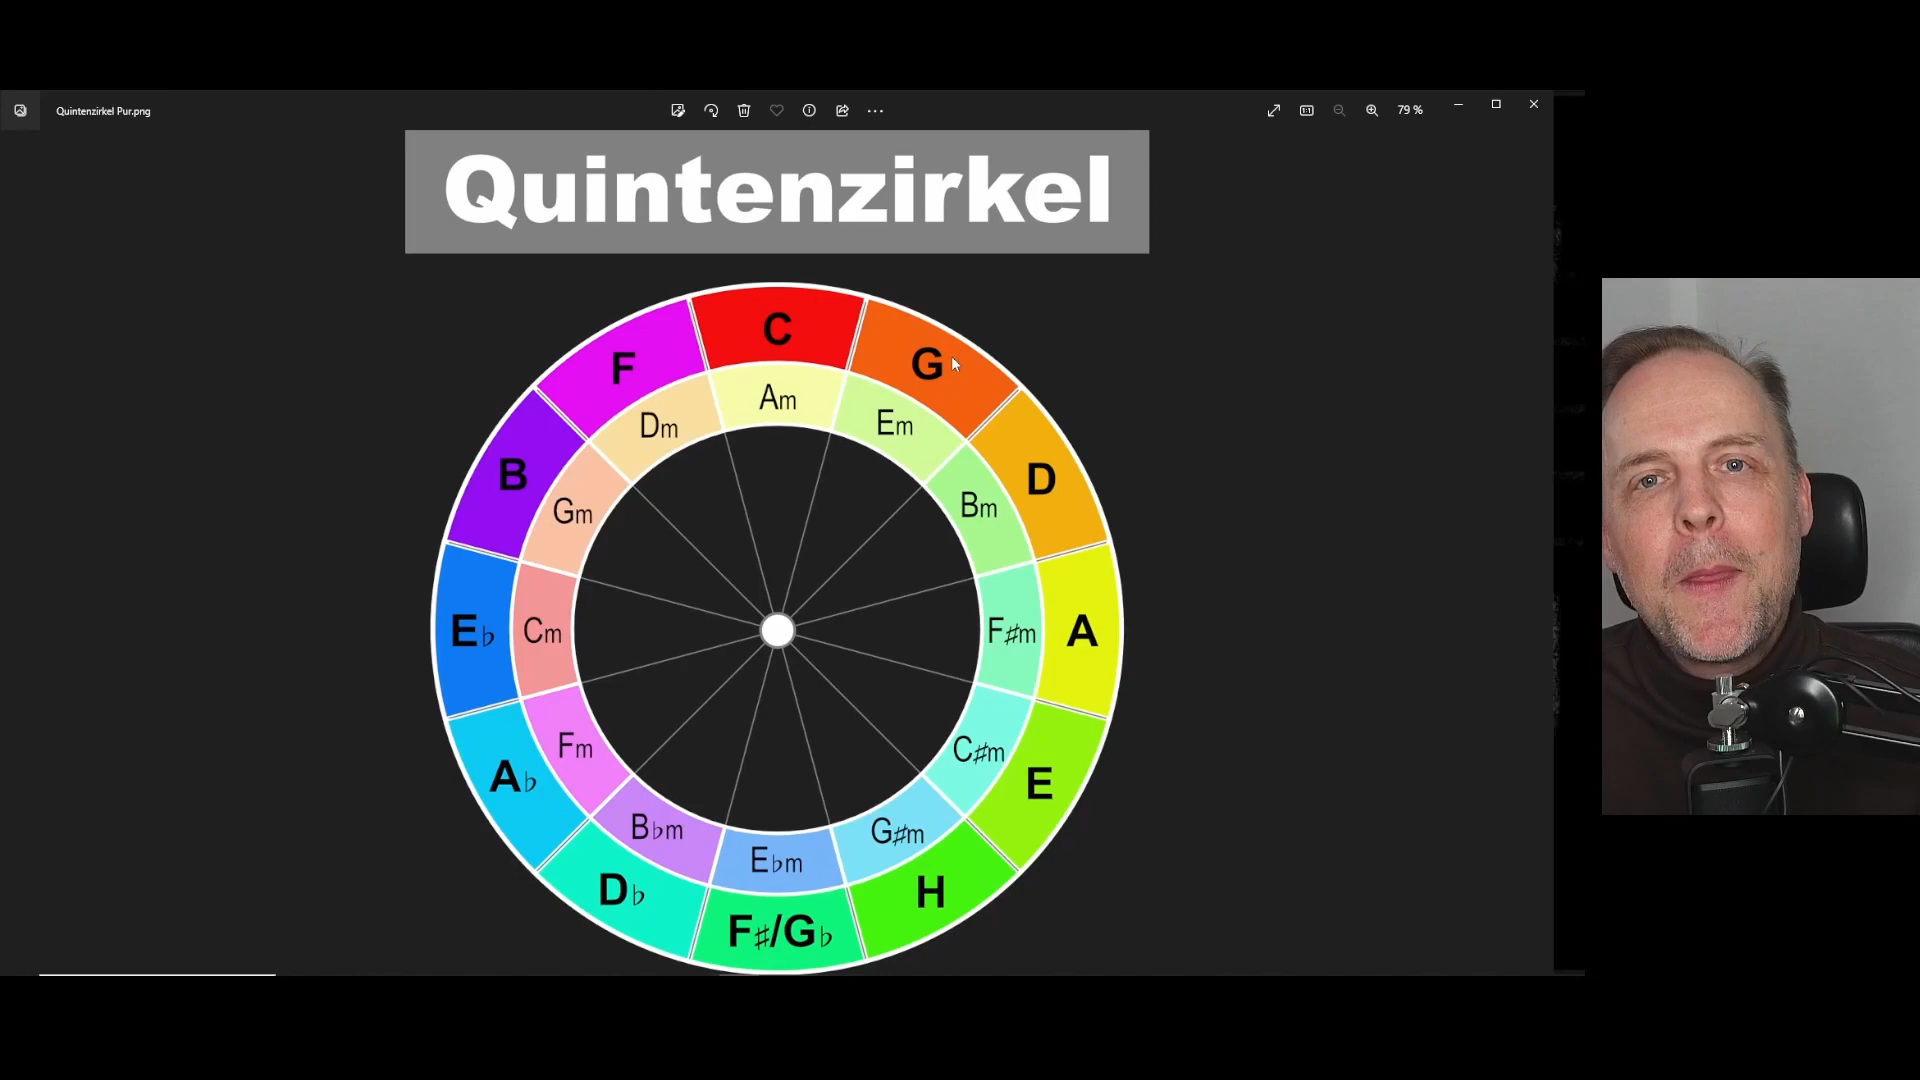 Quintenzirkel Pur.png
79 %
Quintenzirkel
C
G
D
A
E
H
F♯/G♭
D♭
A♭
E♭
B
F
Am
Em
Bm
F♯m
C♯m
G♯m
E♭m
B♭m
Fm
Cm
Gm
Dm